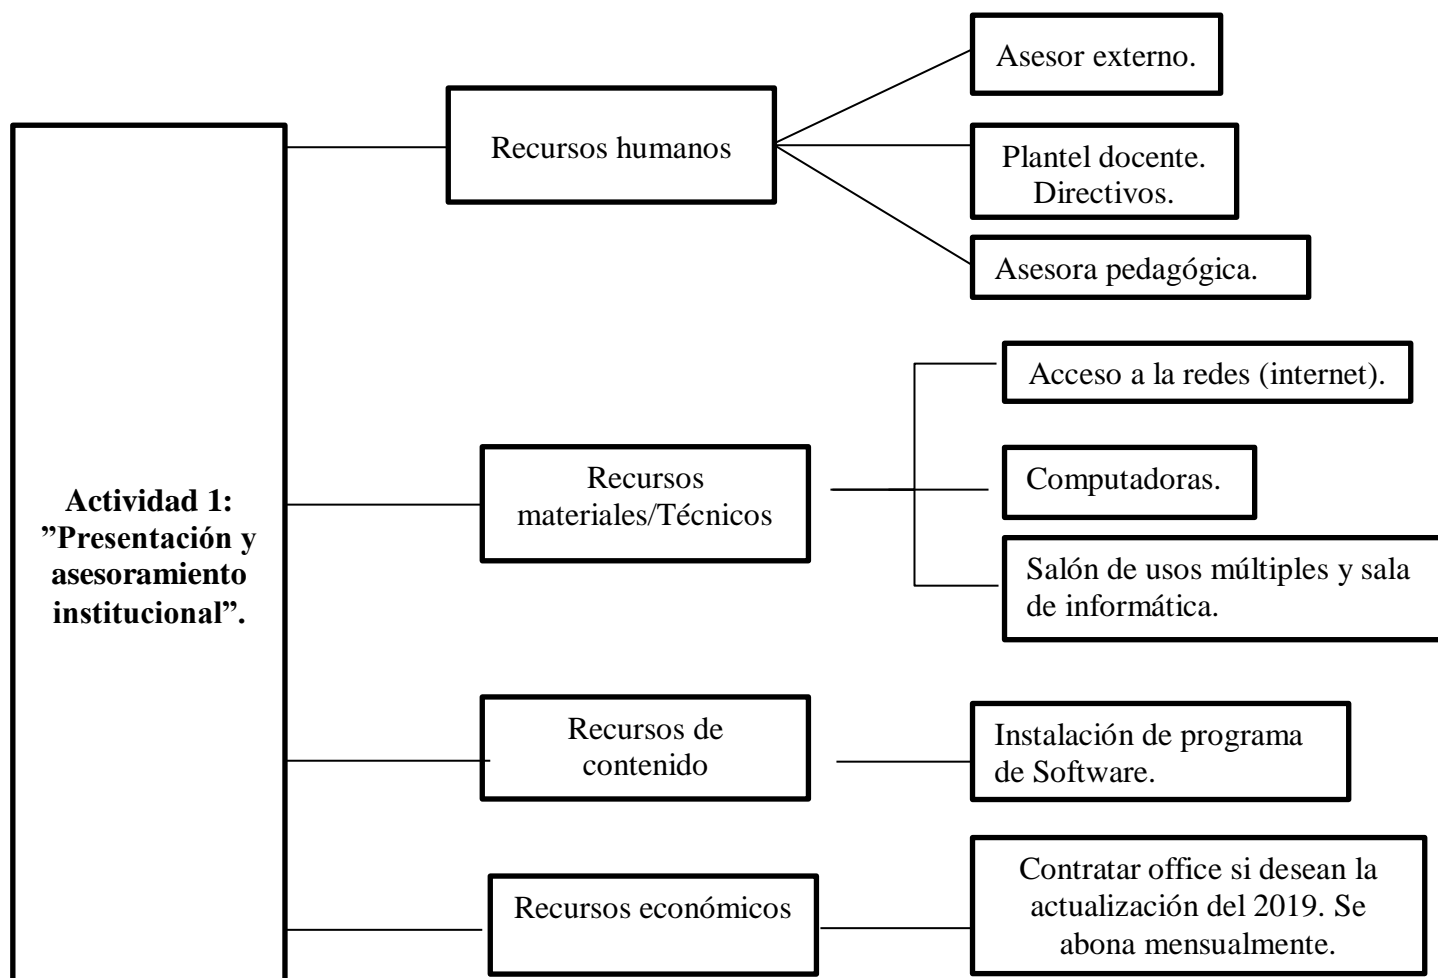 Actividad 1:
”Presentación y
asesoramiento
institucional”.
Recursos humanos
Asesor externo.
Plantel docente.
Directivos.
Asesora pedagógica.
Recursos
materiales/Técnicos
Acceso a la redes (internet).
Computadoras.
Salón de usos múltiples y sala
de informática.
Recursos de
contenido
Instalación de programa
de Software.
Recursos económicos
Contratar office si desean la
actualización del 2019. Se
abona mensualmente.